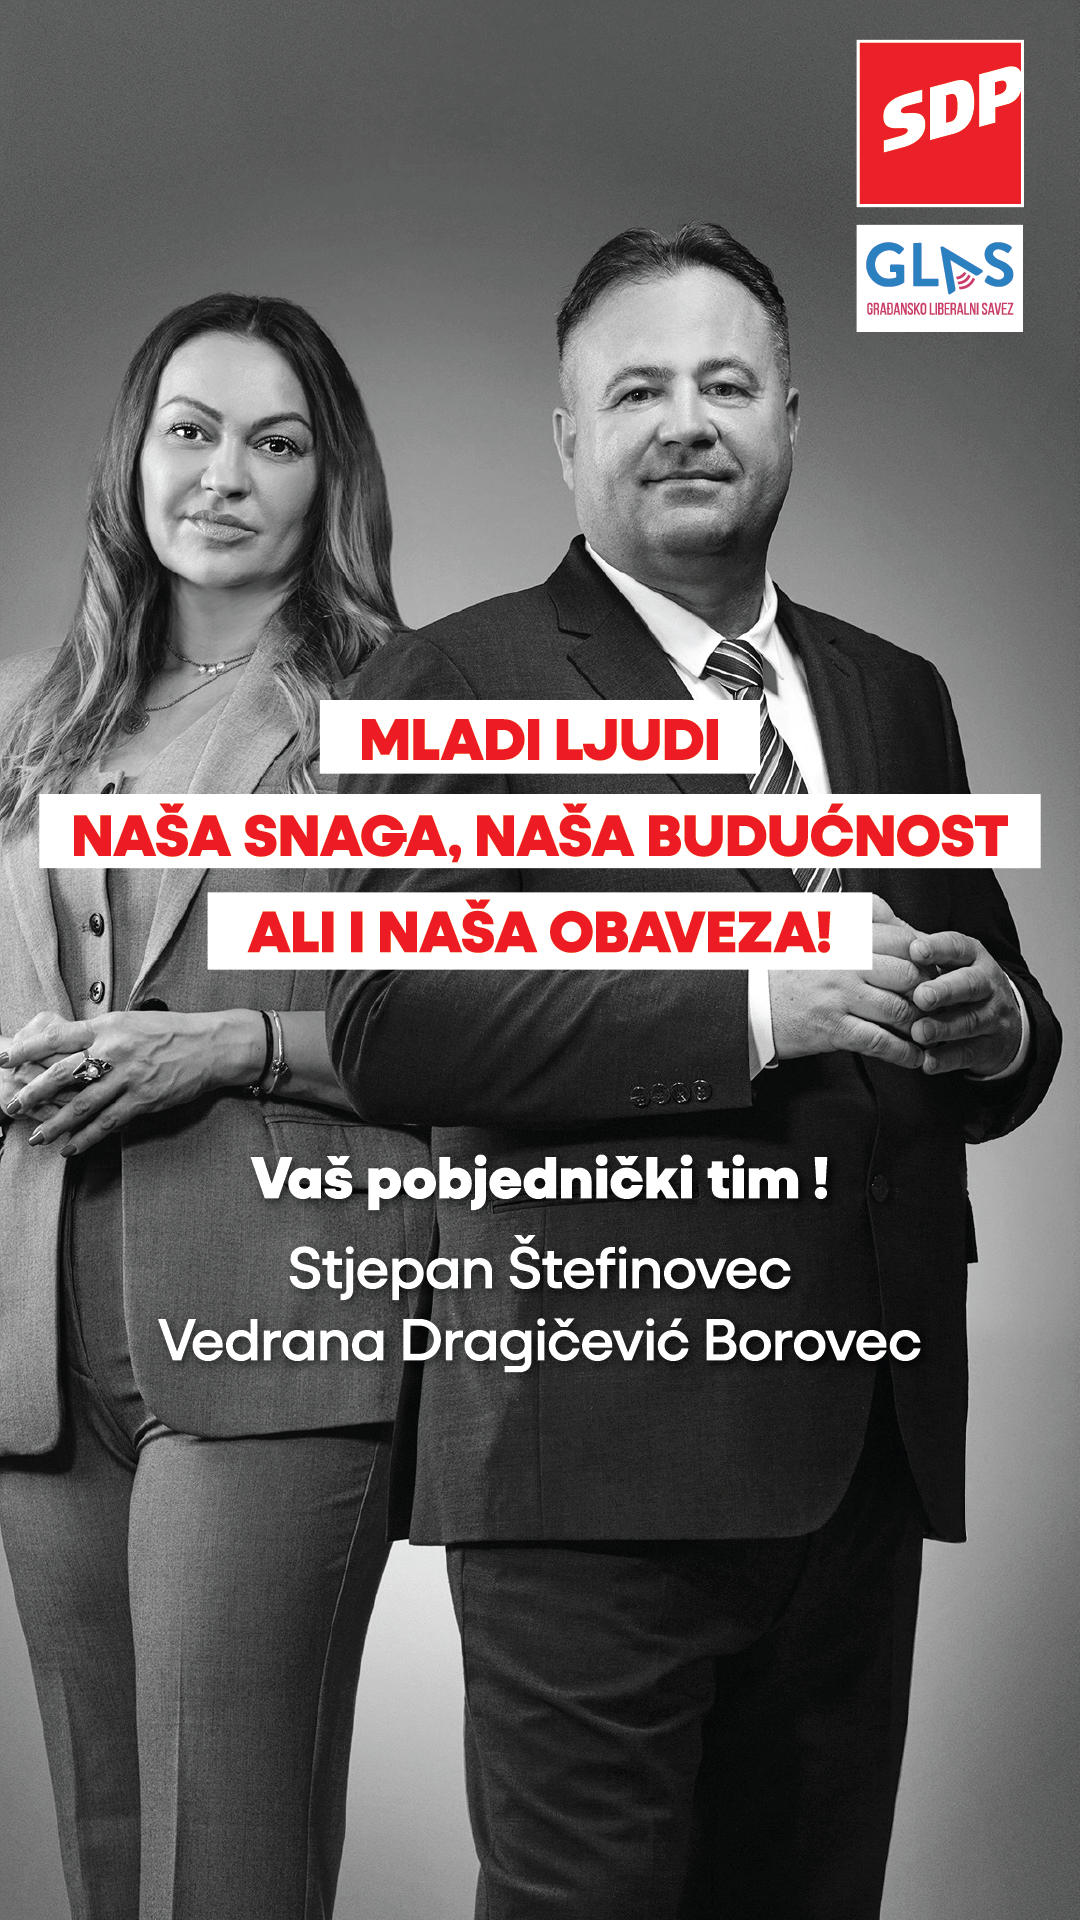 SDP
GLAS
GRAĐANSKO LIBERALNI SAVEZ
MLADI LJUDI
NAŠA SNAGA, NAŠA BUDUĆNOST
ALI I NAŠA OBAVEZA!
Vaš pobjednički tim !
Stjepan Štefinovec
Vedrana Dragičević Borovec